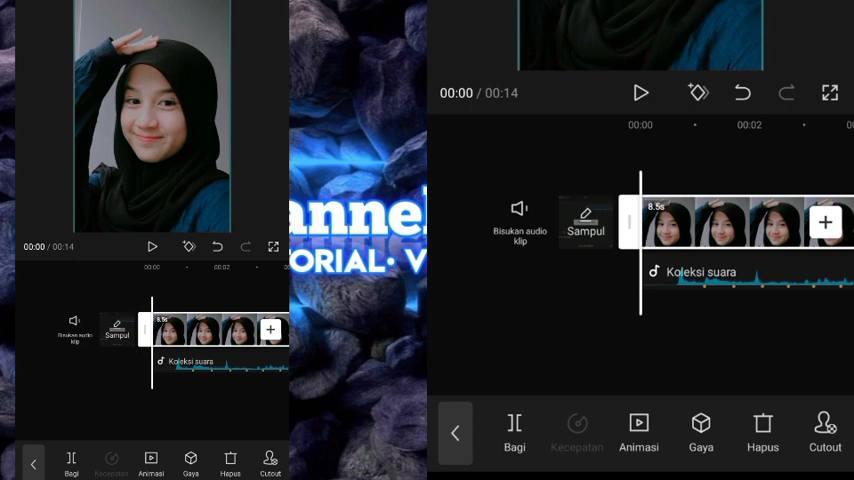 00:00 / 00:14
00:00
00:02
Bisukan audio
klip
Sampul
8.5s
Koleksi suara
Bagi
Kecepatan
Animasi
Gaya
Hapus
Cutout
annel
ORIAL• V
00:00 / 00:14
00:00
00:02
Bisukan audio
klip
Sampul
8.5s
Koleksi suara
Bagi
Kecepatan
Animasi
Gaya
Hapus
Cutout